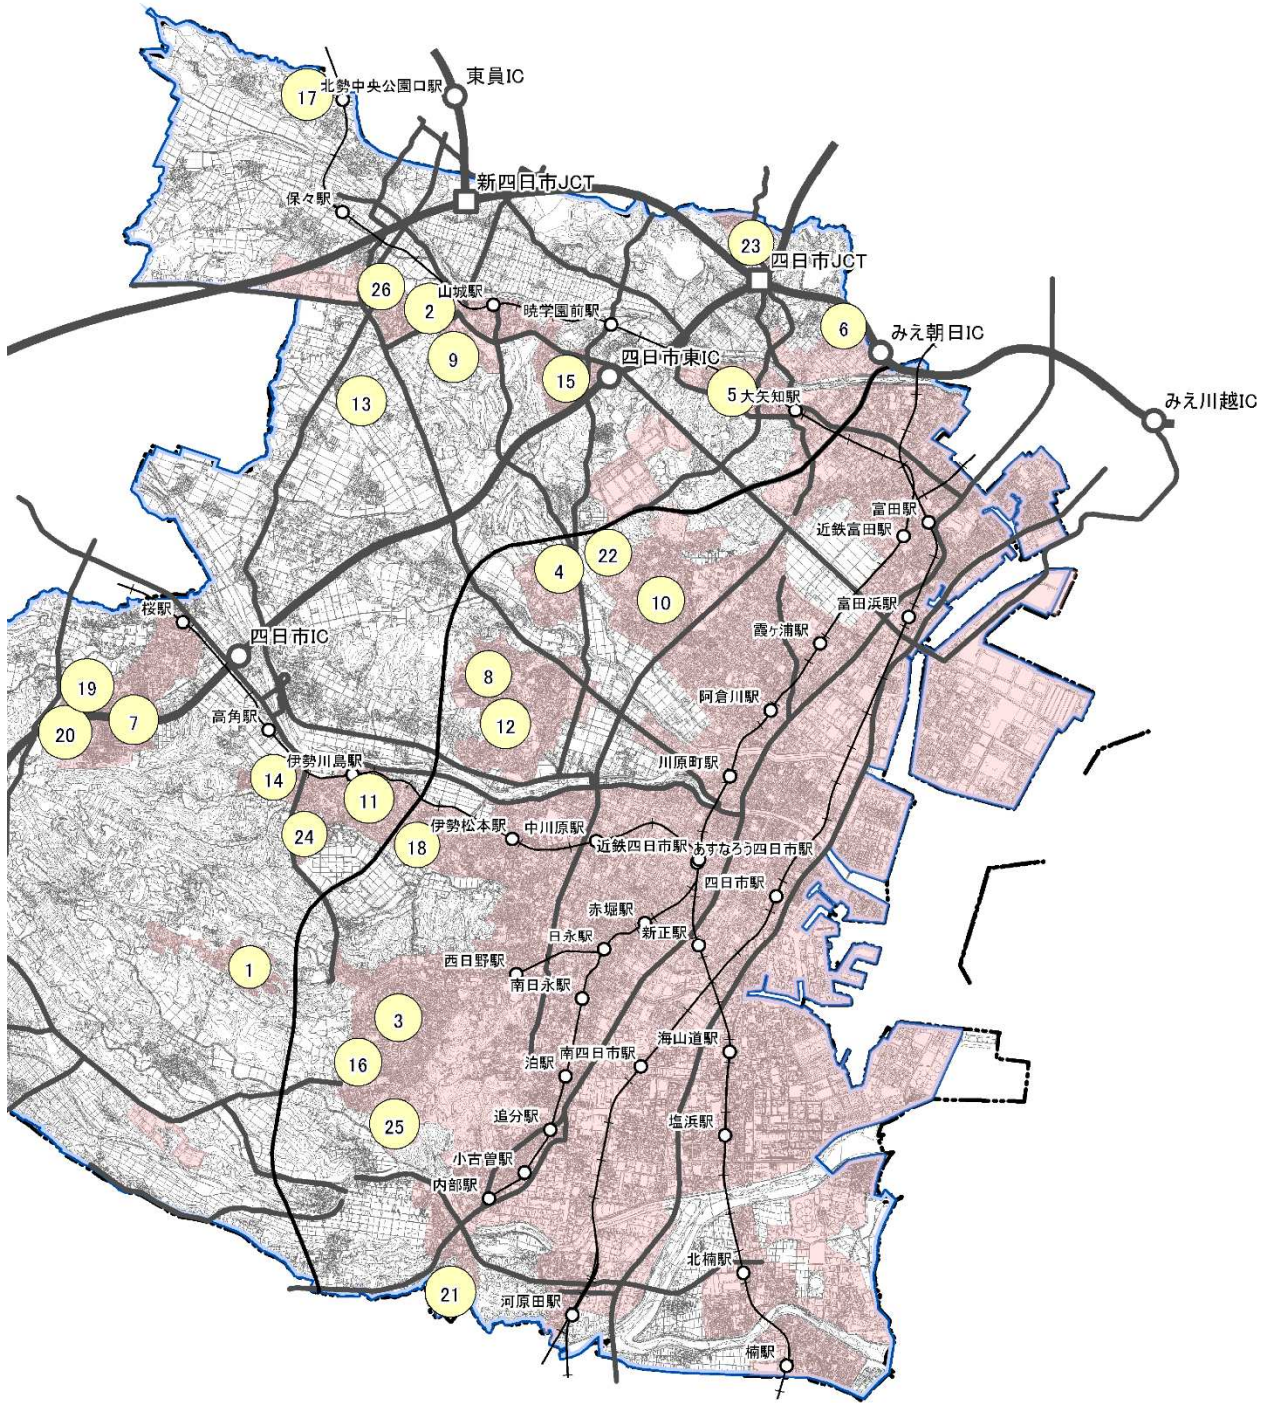 東員IC
北勢中央公園口駅
17
新四日市JCT
保々駅
23
四日市JCT
26
山城駅
2
暁学園前駅
6
みえ朝日IC
9
四日市東IC
15
5
大矢知駅
13
みえ川越IC
富田駅
近鉄富田駅
22
4
10
富田浜駅
桜駅
霞ヶ浦駅
四日市IC
8
19
阿倉川駅
7
20
高角駅
12
伊勢川島駅
川原町駅
14
11
伊勢松本駅
中川原駅
24
18
近鉄四日市駅
あすなろう四日市駅
四日市駅
赤堀駅
日永駅
新正駅
西日野駅
1
南日永駅
3
海山道駅
南四日市駅
16
泊駅
25
追分駅
塩浜駅
小古曽駅
内部駅
北楠駅
21
河原田駅
楠駅